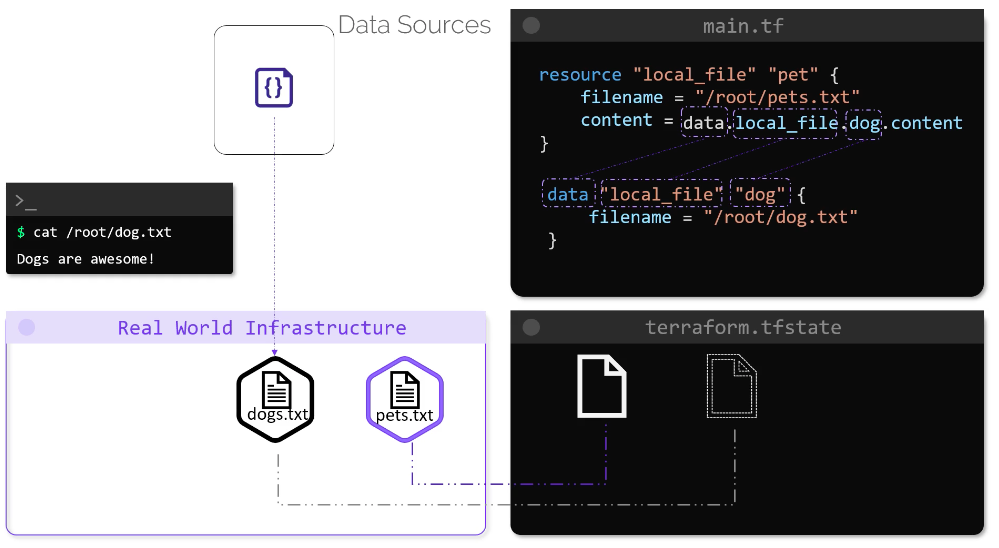 Data Sources
{}
main.tf
resource "local_file" "pet" {
filename = "/root/pets.txt"
content = data.local_file.dog.content
}
data "local_file" "dog" {
filename = "/root/dog.txt"
}
>_
$ cat /root/dog.txt
Dogs are awesome!
Real World Infrastructure
dogs.txt
pets.txt
terraform.tfstate